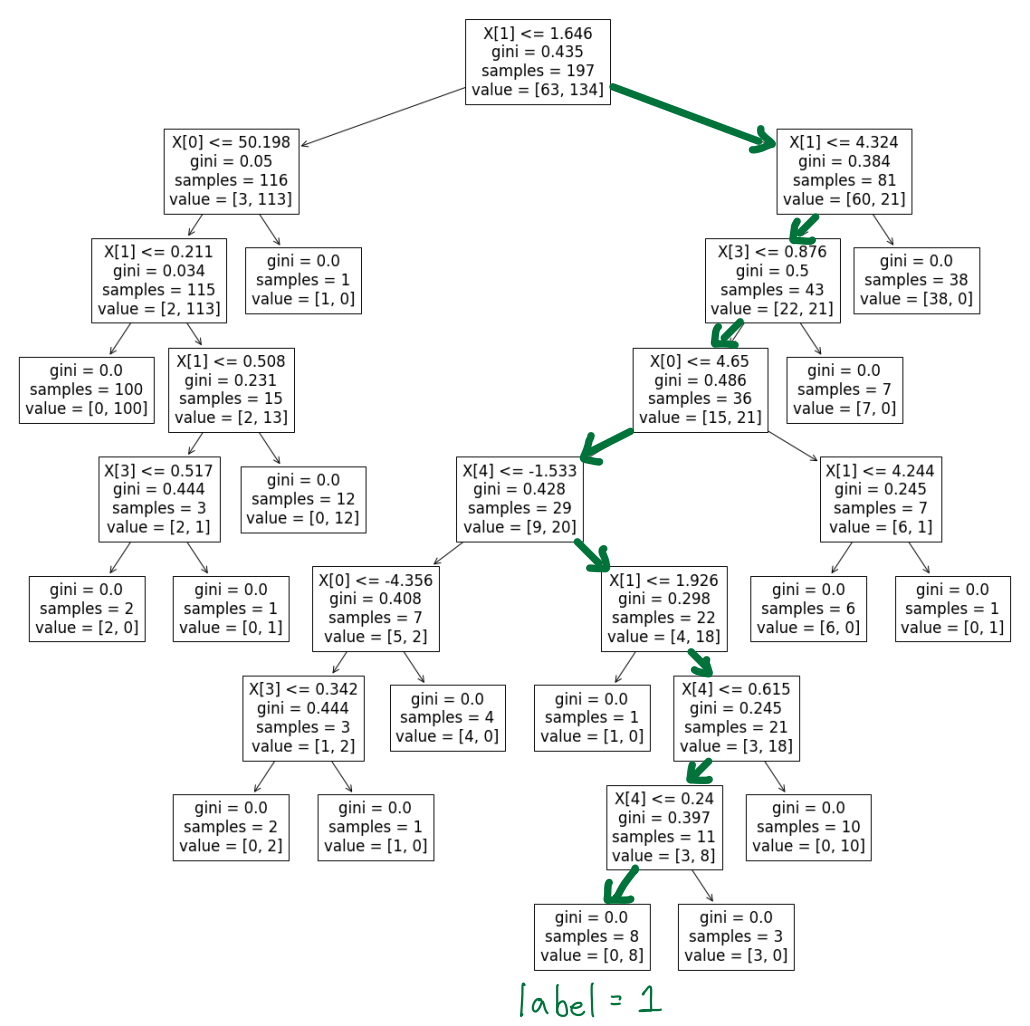 X[1] <= 1.646
gini = 0.435
samples = 197
value = [63, 134]
X[0] <= 50.198
gini = 0.05
samples = 116
value = [3, 113]
X[1] <= 4.324
gini = 0.384
samples = 81
value = [60, 21]
X[1] <= 0.211
gini = 0.034
samples = 115
value = [2, 113]
gini = 0.0
samples = 1
value = [1, 0]
X[3] <= 0.876
gini = 0.5
samples = 43
value = [22, 21]
gini = 0.0
samples = 38
value = [38, 0]
gini = 0.0
samples = 100
value = [0, 100]
X[1] <= 0.508
gini = 0.231
samples = 15
value = [2, 13]
X[0] <= 4.65
gini = 0.486
samples = 36
value = [15, 21]
gini = 0.0
samples = 7
value = [7, 0]
X[3] <= 0.517
gini = 0.444
samples = 3
value = [2, 1]
gini = 0.0
samples = 12
value = [0, 12]
X[4] <= -1.533
gini = 0.428
samples = 29
value = [9, 20]
X[1] <= 4.244
gini = 0.245
samples = 7
value = [6, 1]
gini = 0.0
samples = 2
value = [2, 0]
gini = 0.0
samples = 1
value = [0, 1]
X[0] <= -4.356
gini = 0.408
samples = 7
value = [5, 2]
X[1] <= 1.926
gini = 0.298
samples = 22
value = [4, 18]
gini = 0.0
samples = 6
value = [6, 0]
gini = 0.0
samples = 1
value = [0, 1]
X[3] <= 0.342
gini = 0.444
samples = 3
value = [1, 2]
gini = 0.0
samples = 4
value = [4, 0]
gini = 0.0
samples = 1
value = [1, 0]
X[4] <= 0.615
gini = 0.245
samples = 21
value = [3, 18]
gini = 0.0
samples = 2
value = [0, 2]
gini = 0.0
samples = 1
value = [1, 0]
X[4] <= 0.24
gini = 0.397
samples = 11
value = [3, 8]
gini = 0.0
samples = 10
value = [0, 10]
gini = 0.0
samples = 8
value = [0, 8]
gini = 0.0
samples = 3
value = [3, 0]
label = 1